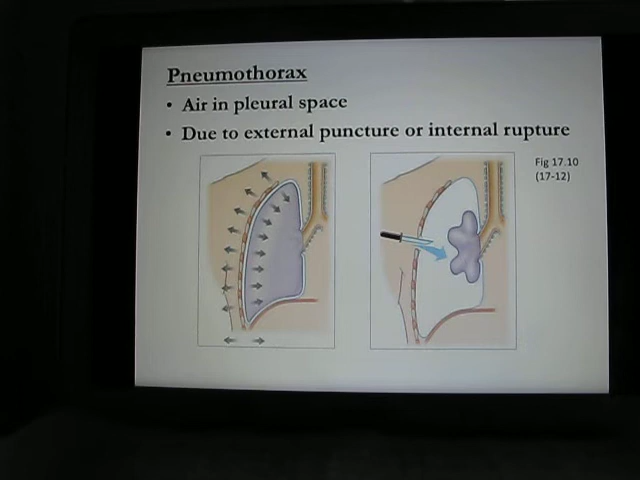 Pneumothorax
• Air in pleural space
• Due to external puncture or internal rupture
Fig 17.10
(17-12)